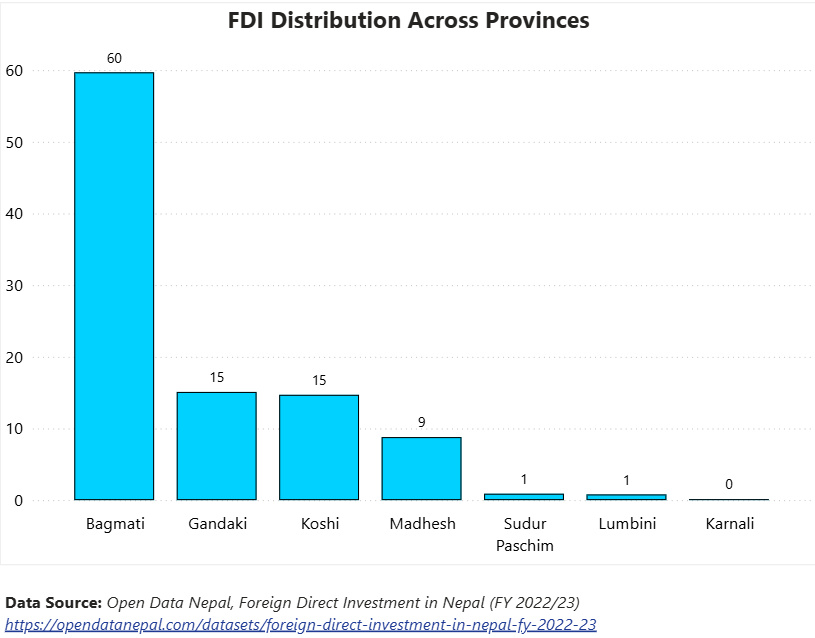 FDI Distribution Across Provinces
60
50
40
30
20
10
0
60
15
15
9
1
1
0
Bagmati
Gandaki
Koshi
Madhesh
Sudur
Paschim
Lumbini
Karnali
Data Source: Open Data Nepal, Foreign Direct Investment in Nepal (FY 2022/23)
https://opendatanepal.com/datasets/foreign-direct-investment-in-nepal-fy-2022-23